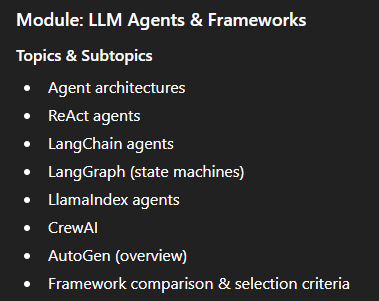 Module: LLM Agents & Frameworks
Topics & Subtopics
• Agent architectures
• ReAct agents
• LangChain agents
• LangGraph (state machines)
• LlamaIndex agents
• CrewAI
• AutoGen (overview)
• Framework comparison & selection criteria